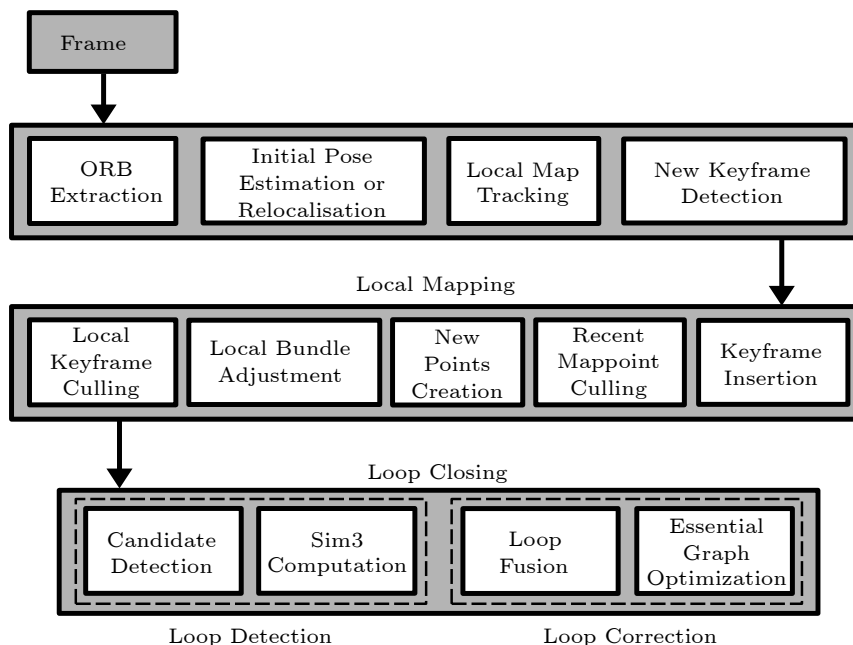 Frame
ORB
Extraction
Initial Pose
Estimation or
Relocalisation
Local Map
Tracking
New Keyframe
Detection
Local Mapping
Local
Keyframe
Culling
Local Bundle
Adjustment
New
Points
Creation
Recent
Mappoint
Culling
Keyframe
Insertion
Loop Closing
Candidate
Detection
Sim3
Computation
Loop
Fusion
Essential
Graph
Optimization
Loop Detection
Loop Correction